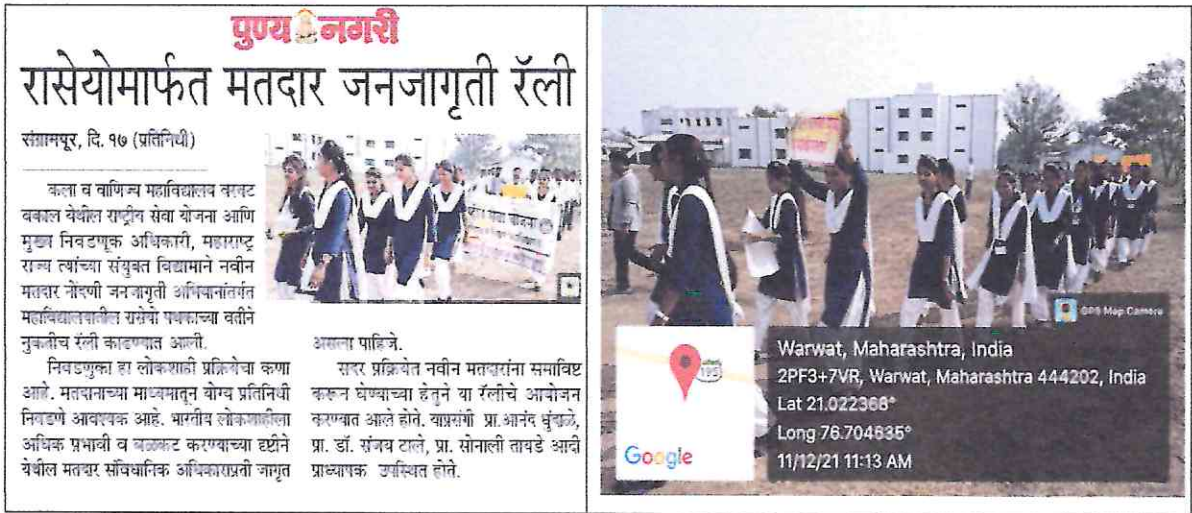 पुण्य नगरी
रासेयोमार्फत मतदार जनजागृती रॅली
संग्रामपूर, दि. १७ (प्रतिनिधी)
कला व वाणिज्य महाविद्यालय वरवट
बकाल येथील राष्ट्रीय सेवा योजना आणि
मुख्य निवडणूक अधिकारी, महाराष्ट्र
राज्य त्यांच्या संयुक्त विद्यमाने नवीन
मतदार नोंदणी जनजागृती अभियानांतर्गत
महाविद्यालयातील रासेयो पथकाच्या वतीने
नुकतीच रॅली काढण्यात आली.
निवडणुका हा लोकशाही प्रक्रियेचा कणा
आहे. मतदानाच्या माध्यमातून योग्य प्रतिनिधी
निवडणे आवश्यक आहे. भारतीय लोकशाहीला
अधिक प्रभावी व बळकट करण्याच्या दृष्टीने
येथील मतदार संविधानिक अधिकाराप्रती जागृत
असला पाहिजे.
सदर प्रक्रियेत नवीन मतदारांना समाविष्ट
करून घेण्याच्या हेतुने या रॅलीचे आयोजन
करण्यात आले होते. याप्रसंगी प्रा.आनंद धुंदाळे,
प्रा. डॉ. संजय टाले, प्रा. सोनाली तायडे आदी
प्राध्यापक उपस्थित होते.
GPS Map Camera
Warwat, Maharashtra, India
2PF3+7VR, Warwat, Maharashtra 444202, India
Lat 21.022368°
Long 76.704635°
11/12/21 11:13 AM
Google